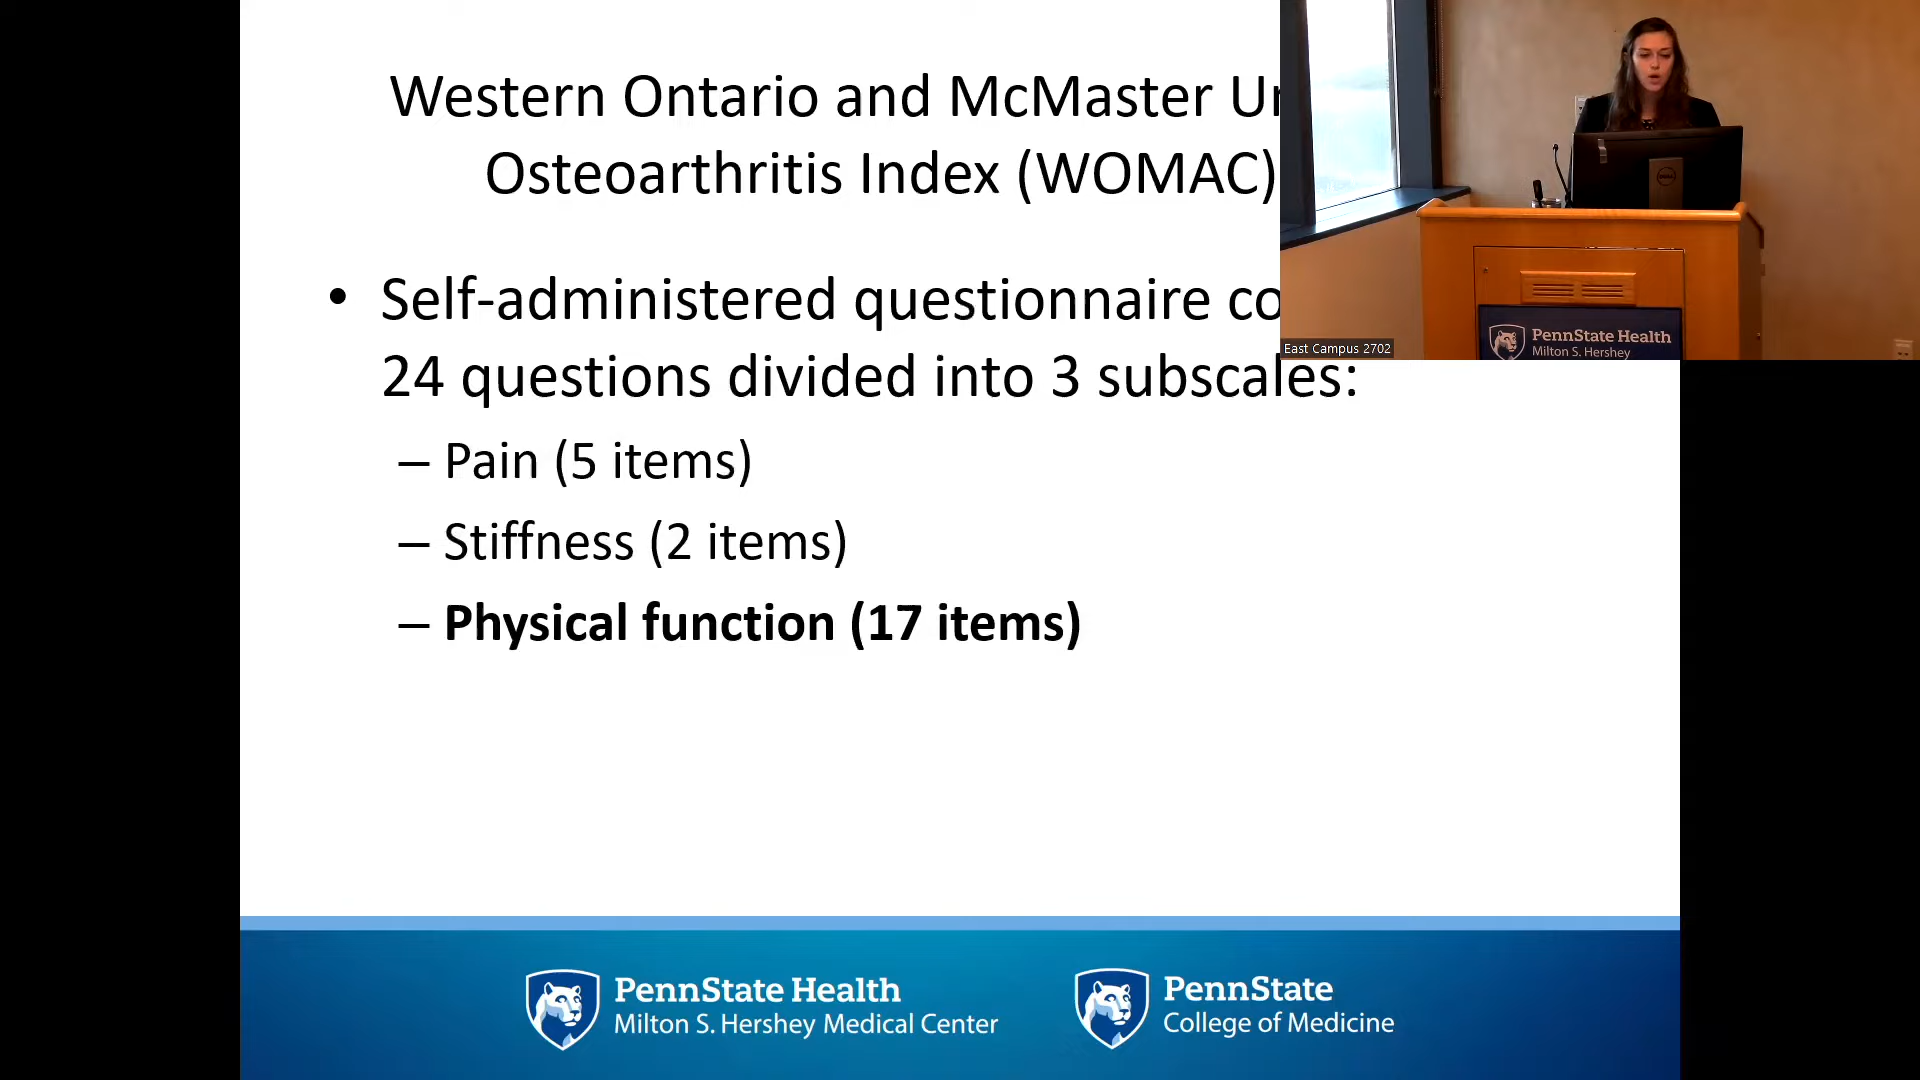 Western Ontario and McMaster
Osteoarthritis Index (WOMAC)
• Self-administered questionnaire
24 questions divided into 3 subscales:
– Pain (5 items)
– Stiffness (2 items)
– Physical function (17 items)
East Campus 2702
PennState Health
Milton S. Hershey
PennState Health
Milton S. Hershey Medical Center
PennState
College of Medicine